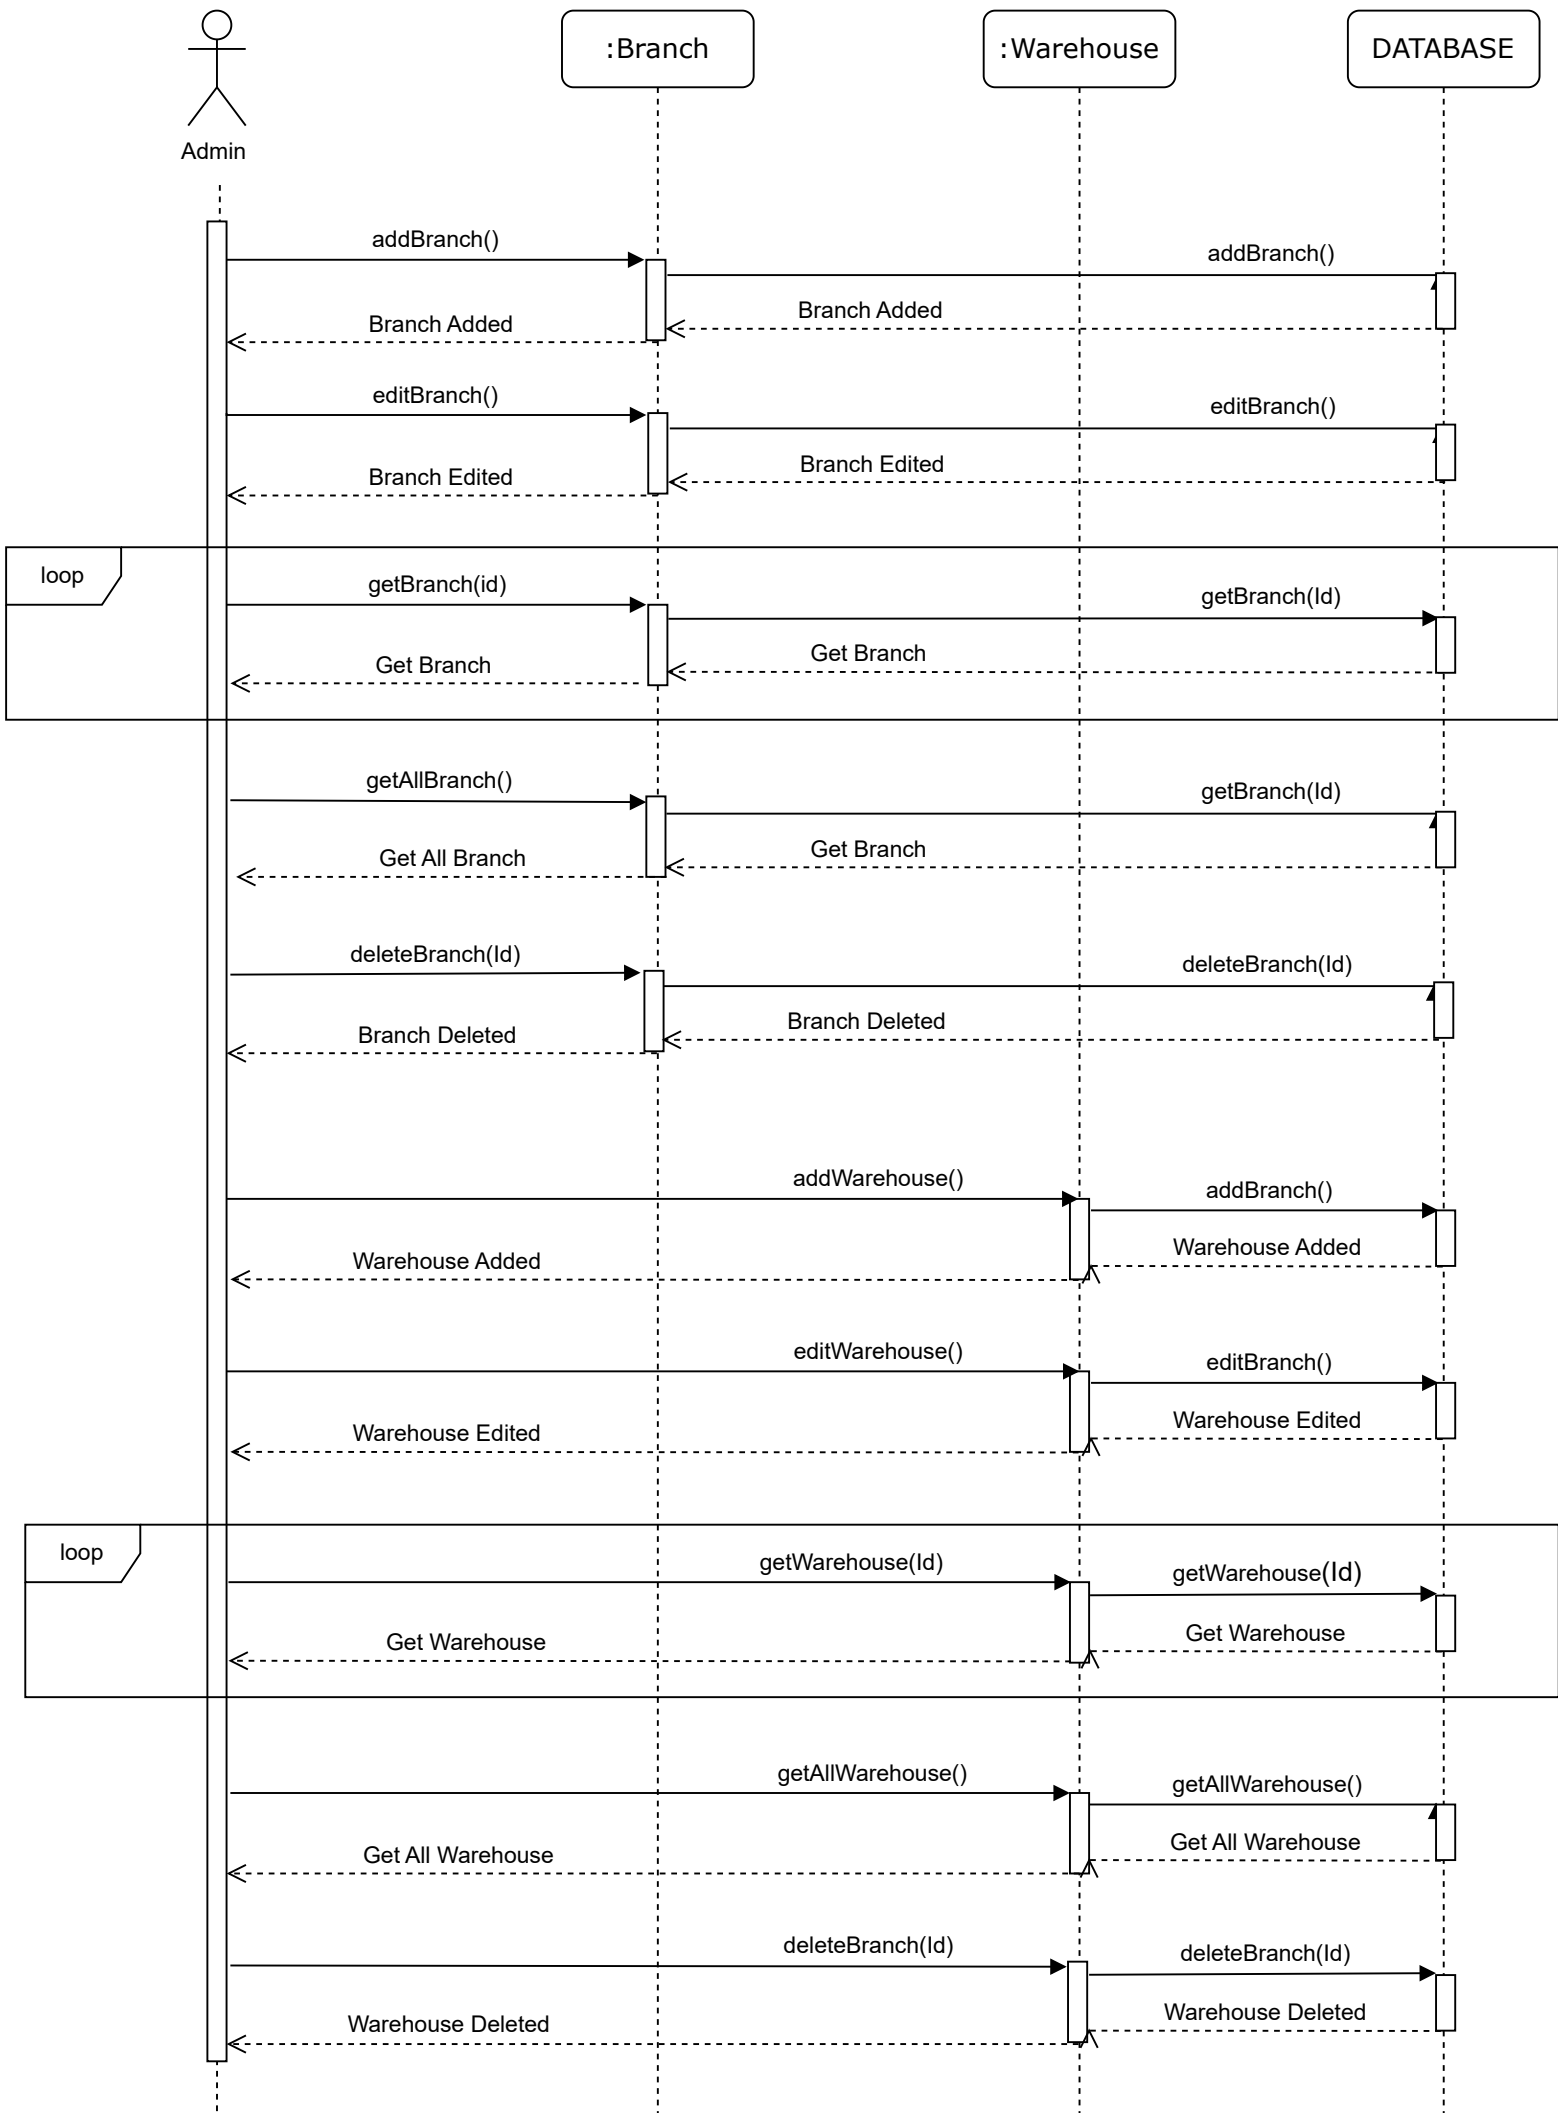 :Branch
:Warehouse
DATABASE
Admin
addBranch()
addBranch()
Branch Added
Branch Added
editBranch()
editBranch()
Branch Edited
Branch Edited
loop
getBranch(id)
getBranch(Id)
Get Branch
Get Branch
getAllBranch()
getBranch(Id)
Get Branch
Get All Branch
deleteBranch(Id)
deleteBranch(Id)
Branch Deleted
Branch Deleted
addWarehouse()
addBranch()
Warehouse Added
Warehouse Added
editWarehouse()
editBranch()
Warehouse Edited
Warehouse Edited
loop
getWarehouse(Id)
getWarehouse(Id)
Get Warehouse
Get Warehouse
getAllWarehouse()
getAllWarehouse()
Get All Warehouse
Get All Warehouse
deleteBranch(Id)
deleteBranch(Id)
Warehouse Deleted
Warehouse Deleted